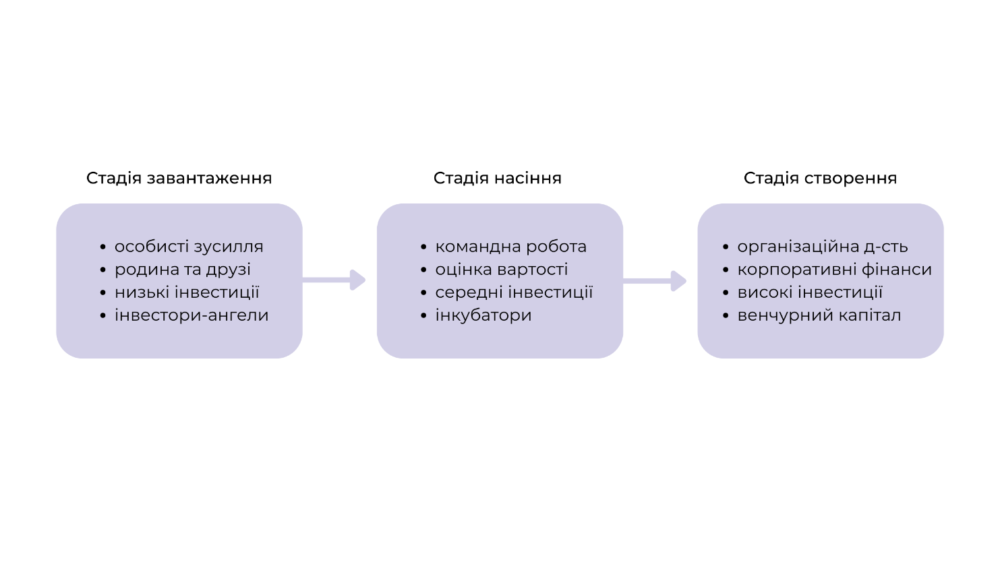 Стадія завантаження
особисті зусилля
родина та друзі
низькі інвестиції
інвестори-ангели
Стадія насіння
командна робота
оцінка вартості
середні інвестиції
інкубатори
Стадія створення
організаційна д-сть
корпоративні фінанси
високі інвестиції
венчурний капітал